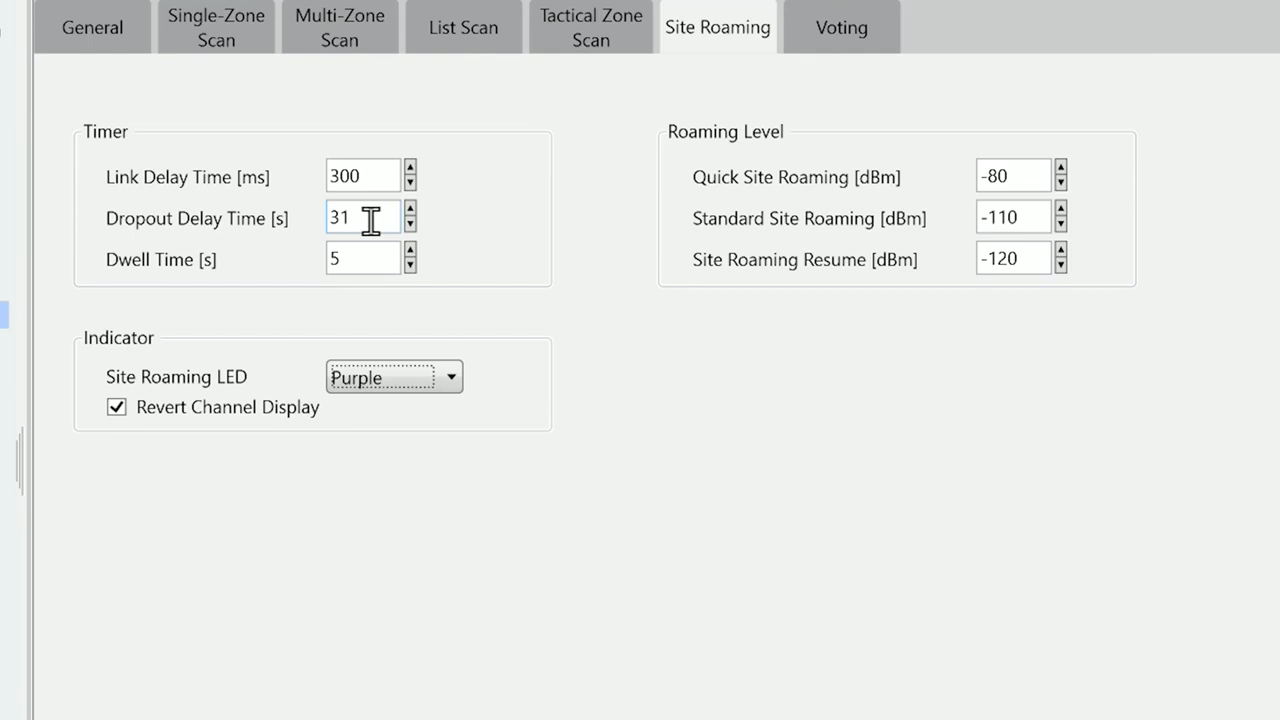 General
Single-Zone
Scan
Multi-Zone
Scan
List Scan
Tactical Zone
Scan
Site Roaming
Voting
Timer
Link Delay Time [ms] 300
Dropout Delay Time [s] 31
Dwell Time [s] 5
Roaming Level
Quick Site Roaming [dBm] -80
Standard Site Roaming [dBm] -110
Site Roaming Resume [dBm] -120
Indicator
Site Roaming LED Purple
Revert Channel Display